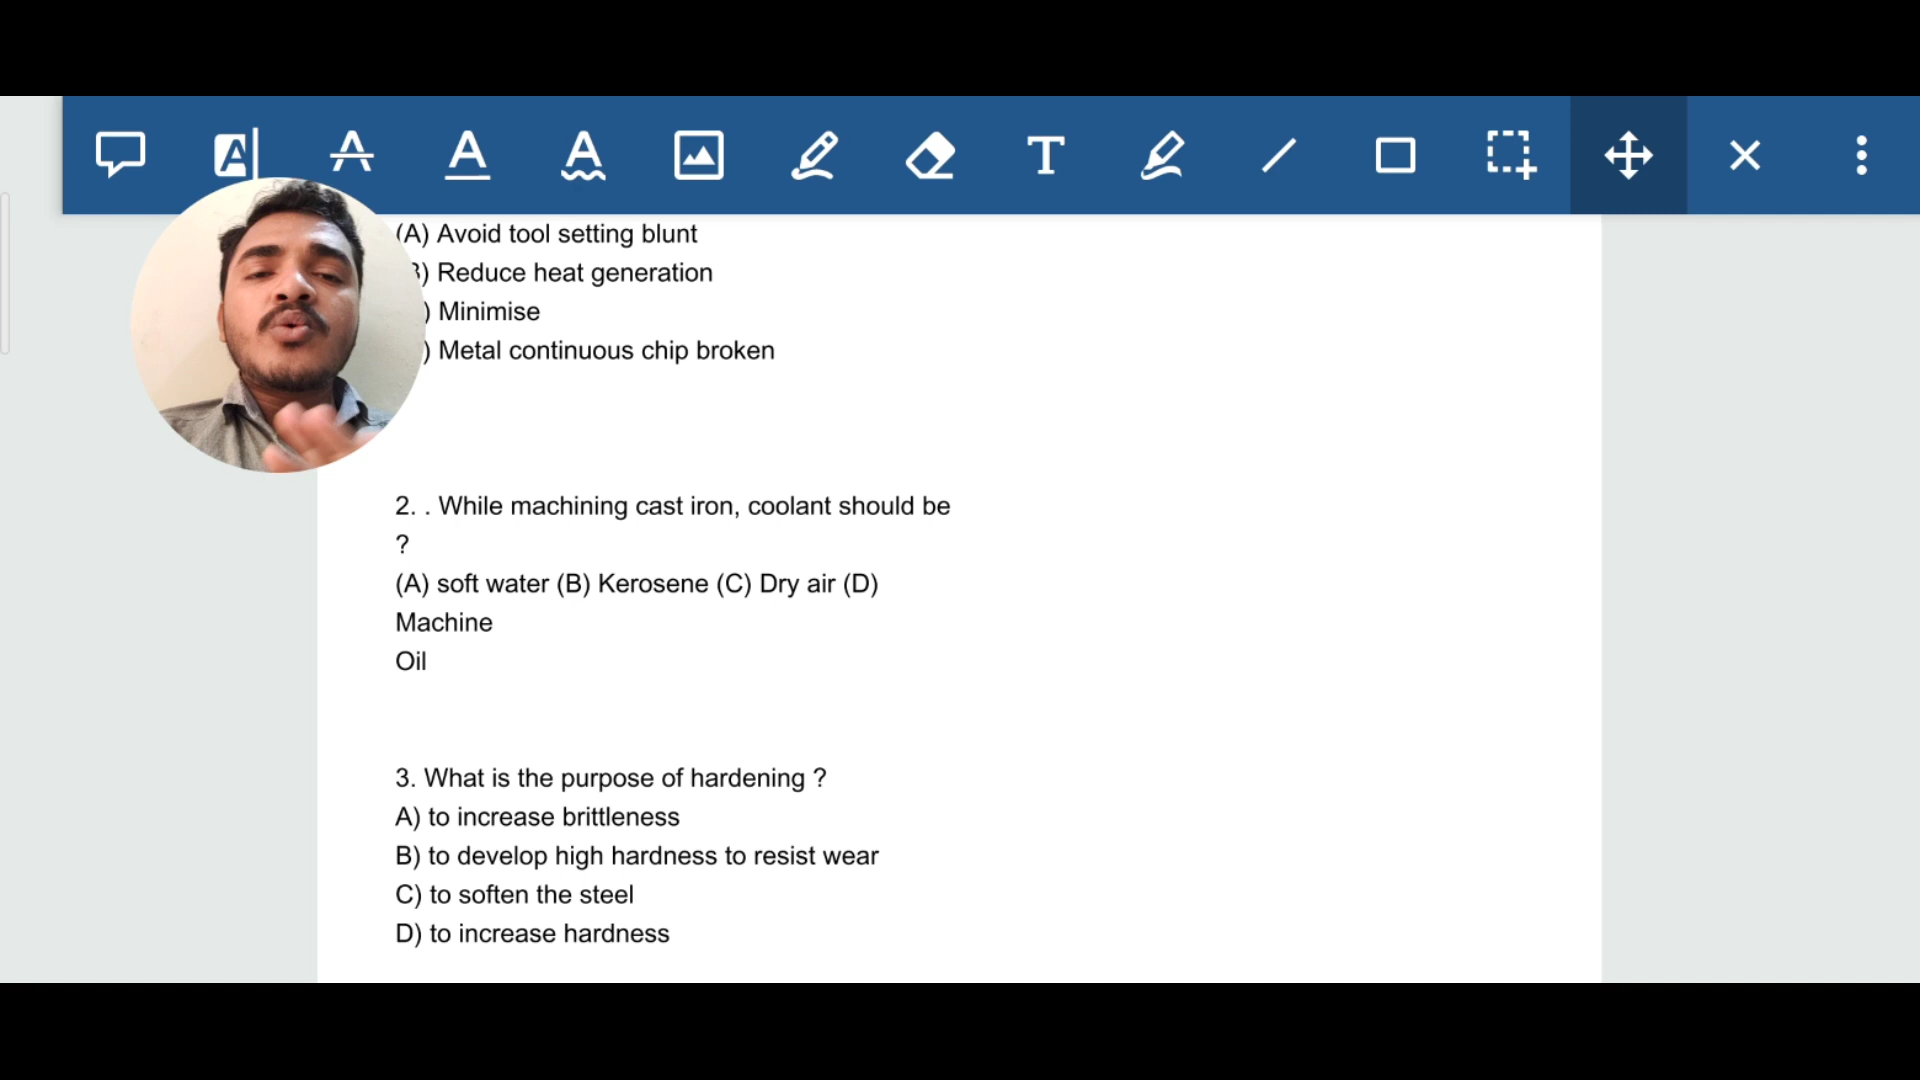 (A) Avoid tool setting blunt
) Reduce heat generation
) Minimise
) Metal continuous chip broken
2. . While machining cast iron, coolant should be
?
(A) soft water (B) Kerosene (C) Dry air (D)
Machine
Oil
3. What is the purpose of hardening ?
A) to increase brittleness
B) to develop high hardness to resist wear
C) to soften the steel
D) to increase hardness